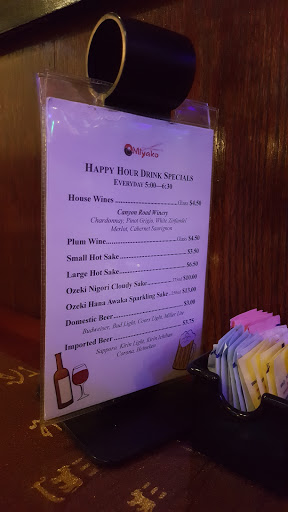 Miyako
HAPPY HOUR DRINK SPECIALS
EVERYDAY 5:00—6:30
House Wines Glass $4.50
Canyon Road Winery
Chardonnay, Pinot Grigio, White Zinfandel
Merlot, Cabernet Sauvignon
Plum Wine Glass $4.50
Small Hot Sake $3.50
Large Hot Sake $6.50
Ozeki Nigori Cloudy Sake $10.00
Ozeki Hana Awaka Sparkling Sake $13.00
Domestic Beer $3.00
Budweiser, Bud Light, Coors Light, Miller Lite
Imported Beer $3.75
Sapporo, Kirin Light, Kirin Ichiban
Corona, Heineken